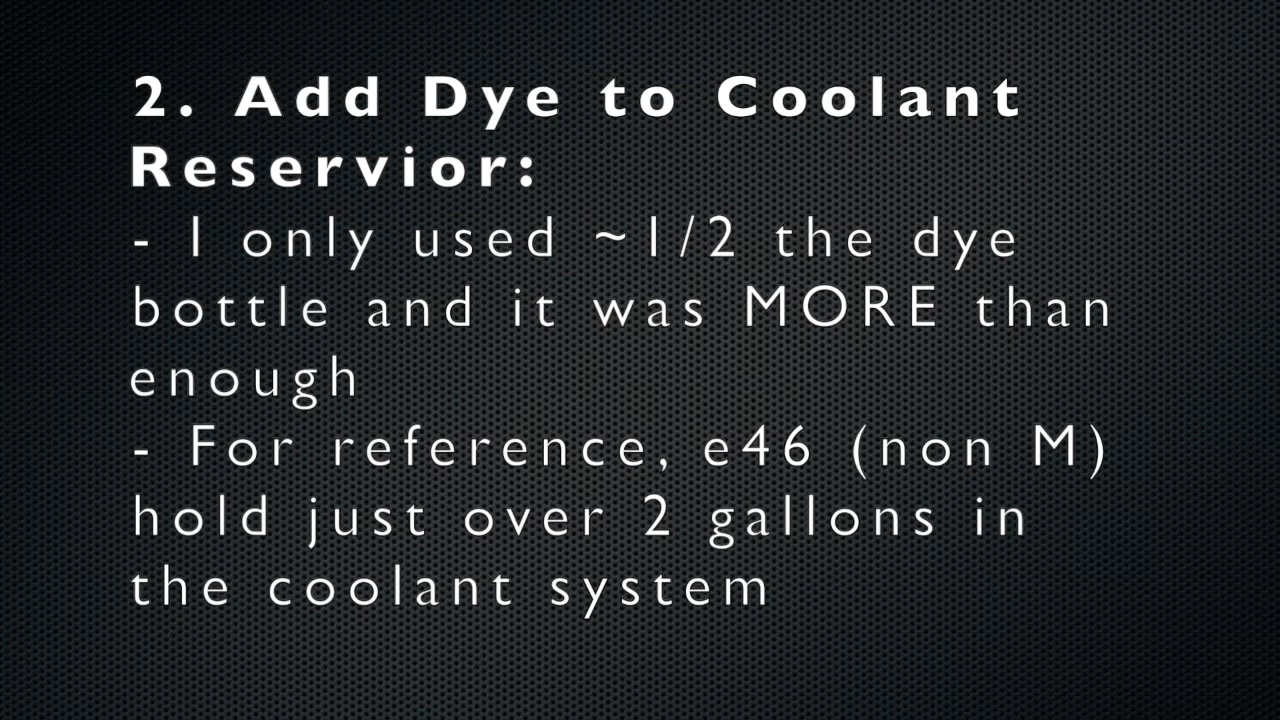 2. Add Dye to Coolant
Reservior:
- I only used ~1/2 the dye
bottle and it was MORE than
enough
- For reference, e46 (non M)
hold just over 2 gallons in
the coolant system